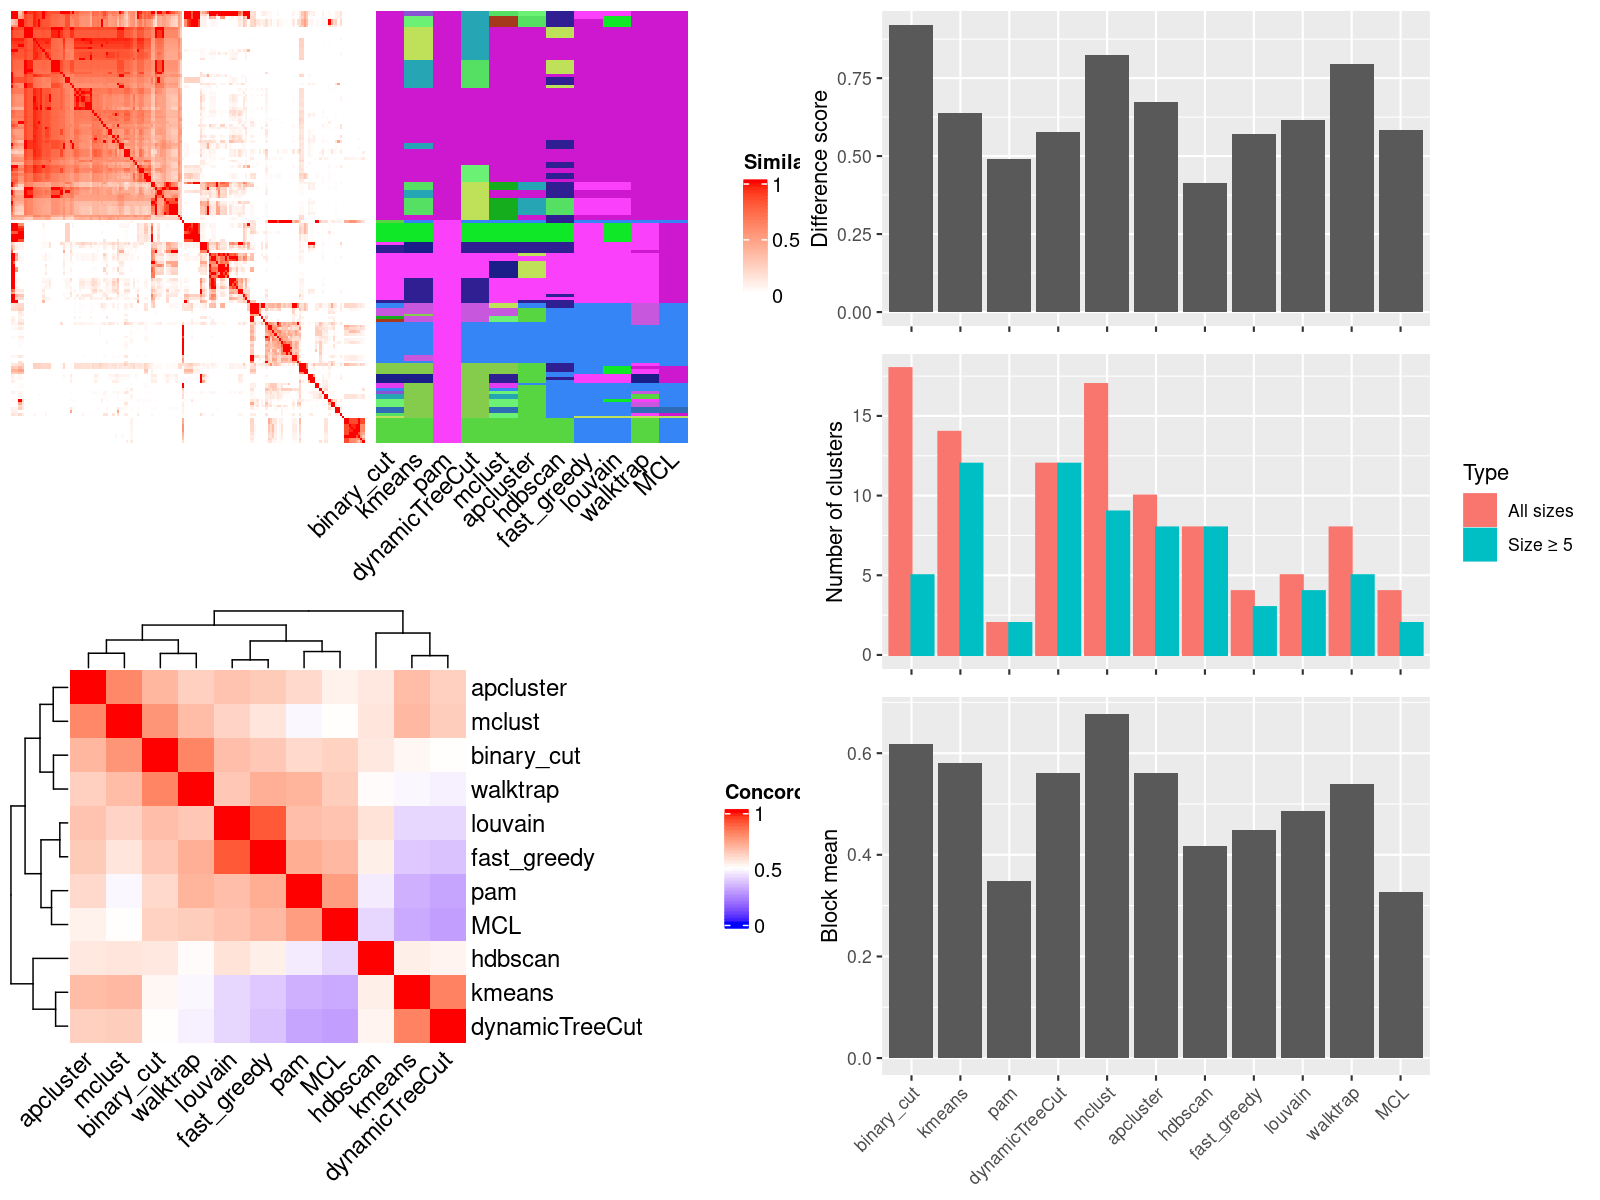 Simila
1
0.5
0
binary_cut
kmeans
pam
dynamicTreeCut
mclust
apcluster
hdbscan
fast_greedy
louvain
walktrap
MCL
apcluster
mclust
binary_cut
walktrap
louvain
fast_greedy
pam
MCL
hdbscan
kmeans
dynamicTreeCut
apcluster
mclust
binary_cut
walktrap
louvain
fast_greedy
pam
MCL
hdbscan
kmeans
dynamicTreeCut
Concord
1
0.5
0
Difference score
0.75
0.50
0.25
0.00
Number of clusters
15
10
5
0
Type
All sizes
Size ≥ 5
Block mean
0.6
0.4
0.2
0.0
binary_cut
kmeans
pam
dynamicTreeCut
mclust
apcluster
hdbscan
fast_greedy
louvain
walktrap
MCL